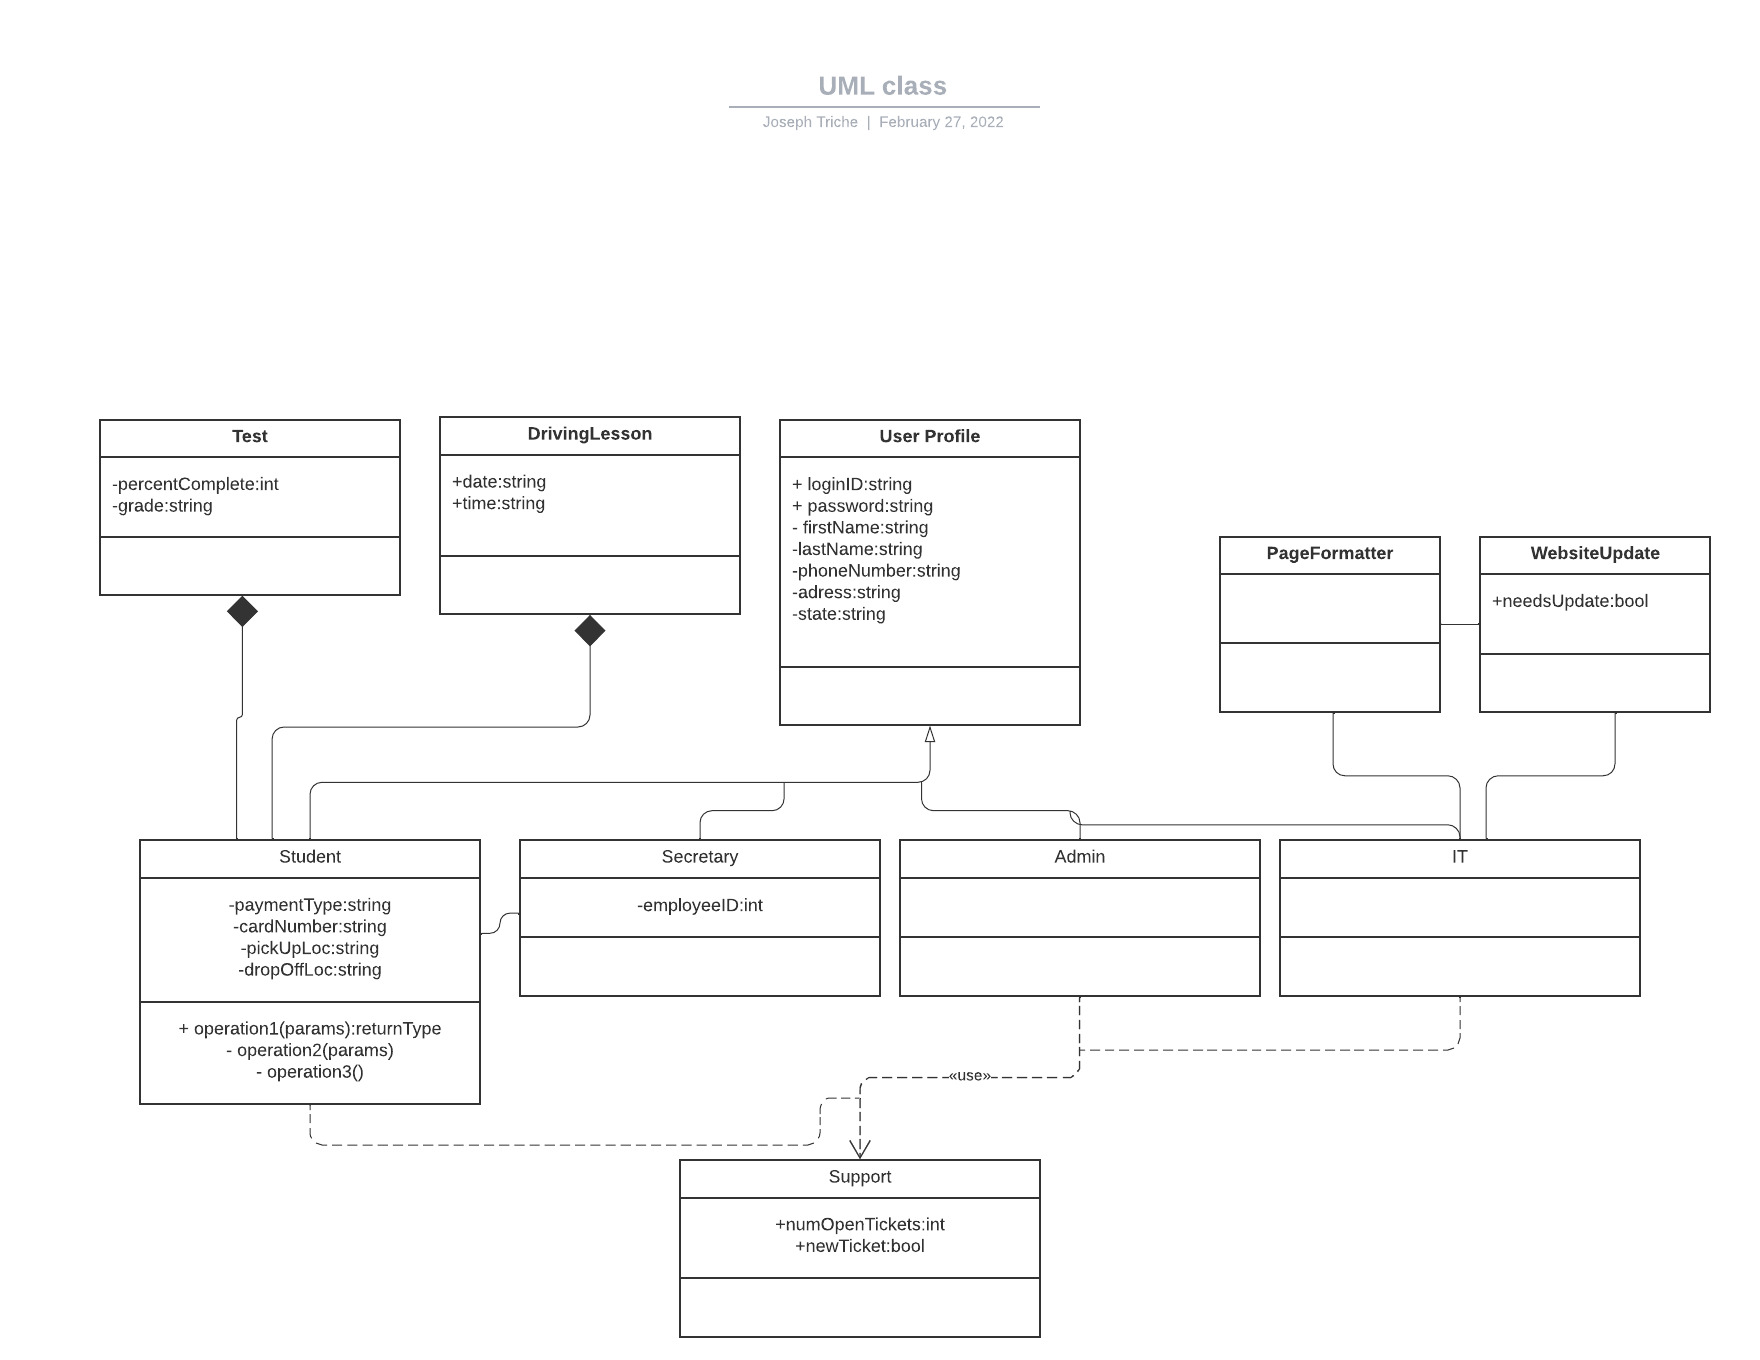 UML class
Joseph Triche | February 27, 2022
Test
-percentComplete:int
-grade:string
DrivingLesson
+date:string
+time:string
User Profile
+ loginID:string
+ password:string
- firstName:string
-lastName:string
-phoneNumber:string
-adress:string
-state:string
PageFormatter
WebsiteUpdate
+needsUpdate:bool
Student
-paymentType:string
-cardNumber:string
-pickUpLoc:string
-dropOffLoc:string
+ operation1(params):returnType
- operation2(params)
- operation3()
Secretary
-employeeID:int
Admin
IT
«use»
Support
+numOpenTickets:int
+newTicket:bool